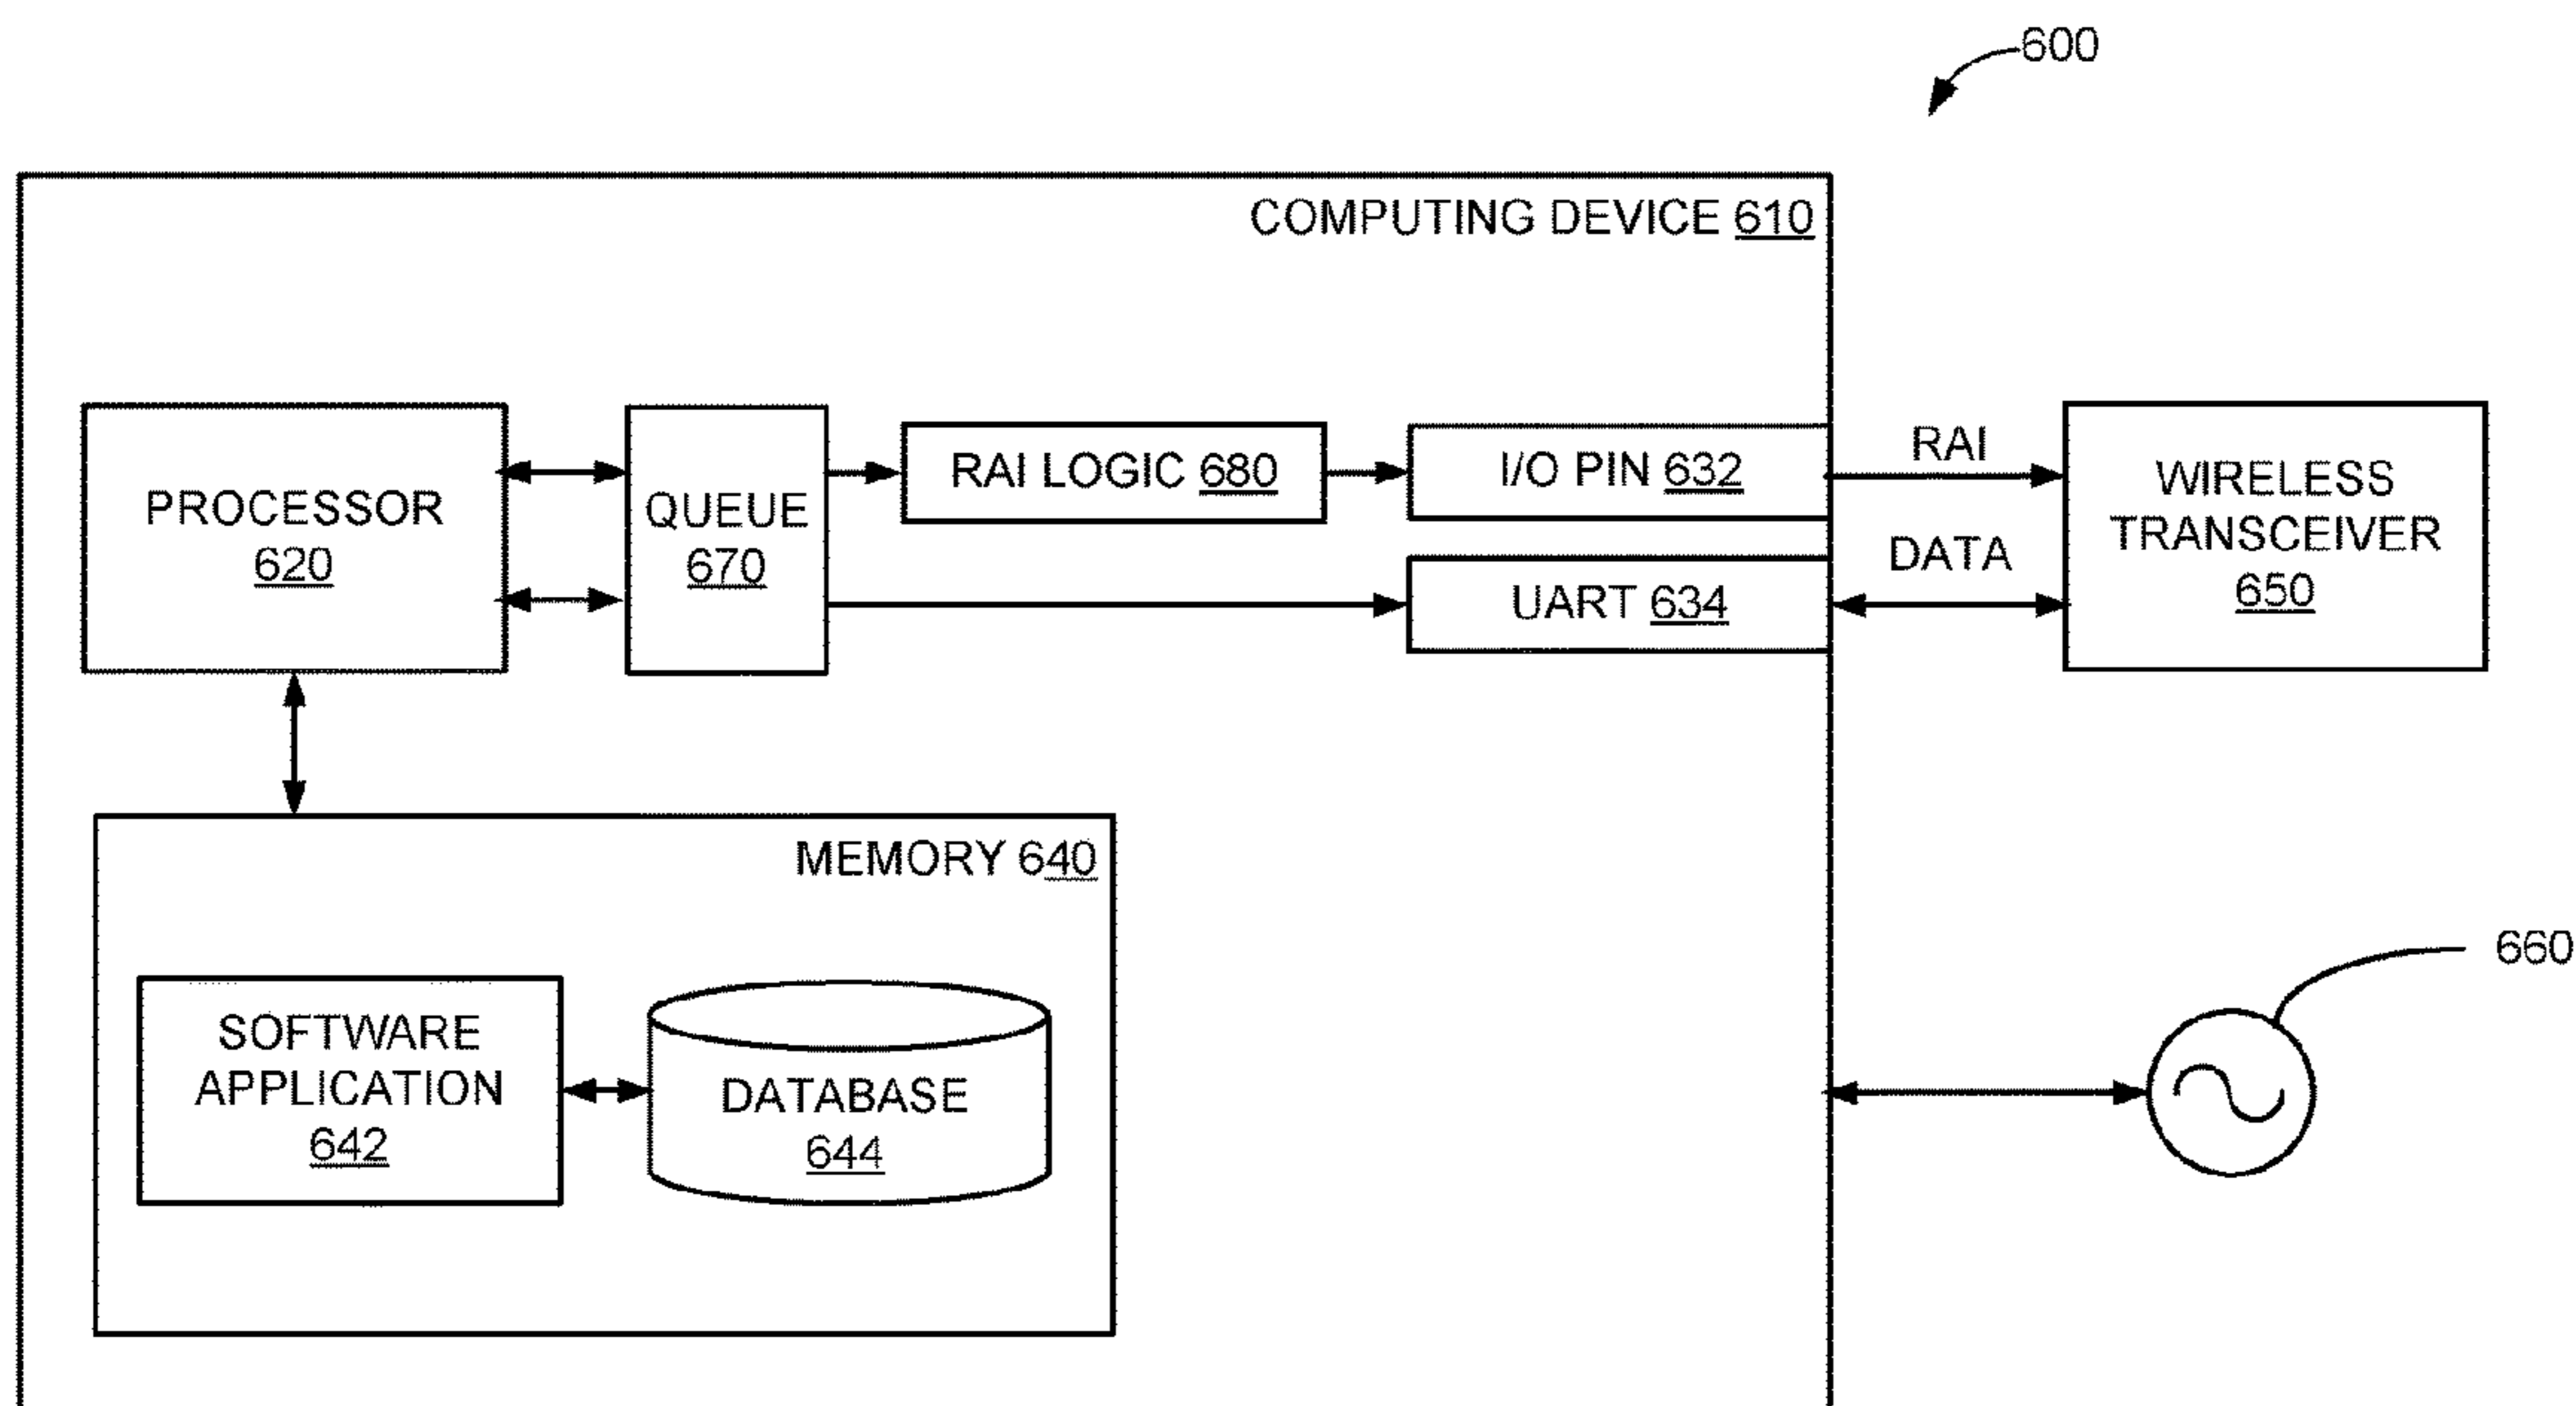 600
COMPUTING DEVICE 610
PROCESSOR
620
QUEUE
670
RAI LOGIC 680
I/O PIN 632
UART 634
RAI
DATA
WIRELESS
TRANSCEIVER
650
MEMORY 640
SOFTWARE
APPLICATION
642
DATABASE
644
660